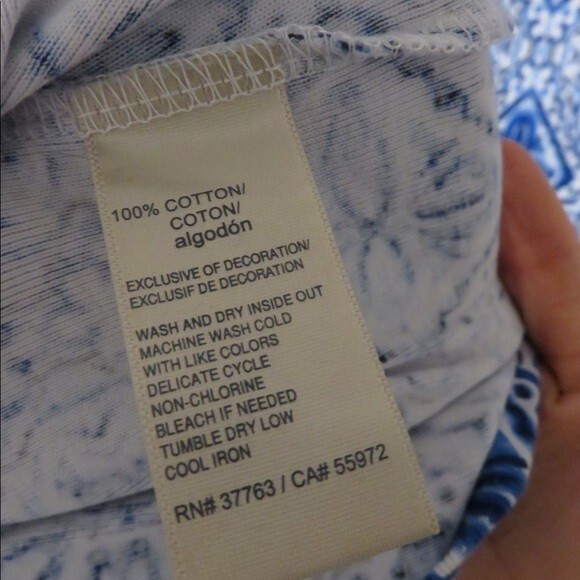 100% COTTON/
COTON/
algodón
EXCLUSIVE OF DECORATION/
EXCLUSIF DE DECORATION
WASH AND DRY INSIDE OUT
MACHINE WASH COLD
WITH LIKE COLORS
DELICATE CYCLE
NON-CHLORINE
BLEACH IF NEEDED
TUMBLE DRY LOW
COOL IRON
RN# 37763 / CA# 55972